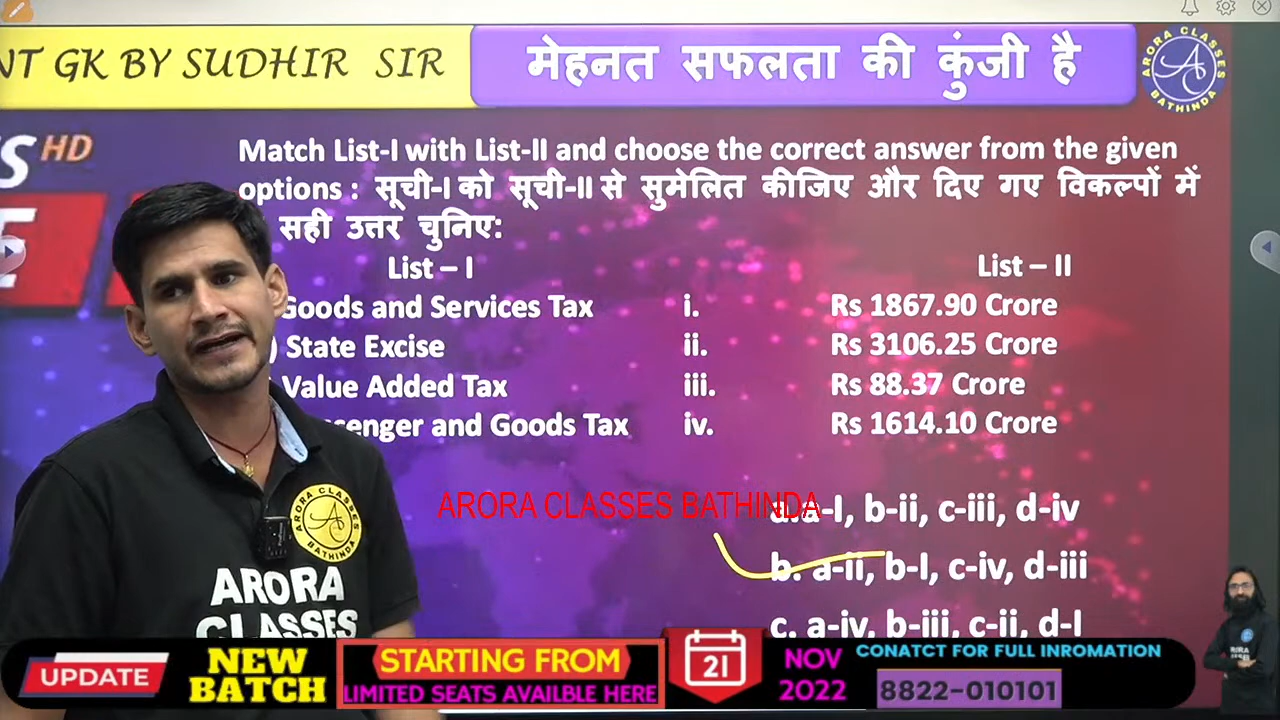 NT GK BY SUDHIR SIR
मेहनत सफलता की कुंजी है
ARORA CLASSES
BATHINDA
HD
Match List-I with List-II and choose the correct answer from the given
options : सूची-I को सूची-II से सुमेलित कीजिए और दिए गए विकल्पों में
सही उत्तर चुनिए:
List – I List – II
Goods and Services Tax i. Rs 1867.90 Crore
) State Excise ii. Rs 3106.25 Crore
Value Added Tax iii. Rs 88.37 Crore
ssenger and Goods Tax iv. Rs 1614.10 Crore
ARORA CLASSES BATHINDA
a. a-I, b-ii, c-iii, d-iv
b. a-ii, b-I, c-iv, d-iii
c. a-iv, b-iii, c-ii, d-I
ARORA CLASSES
BATHINDA
ARORA
CLASSES
UPDATE
NEW
BATCH
STARTING FROM
LIMITED SEATS AVAILBLE HERE
21
NOV
2022
CONATCT FOR FULL INROMATION
8822-010101